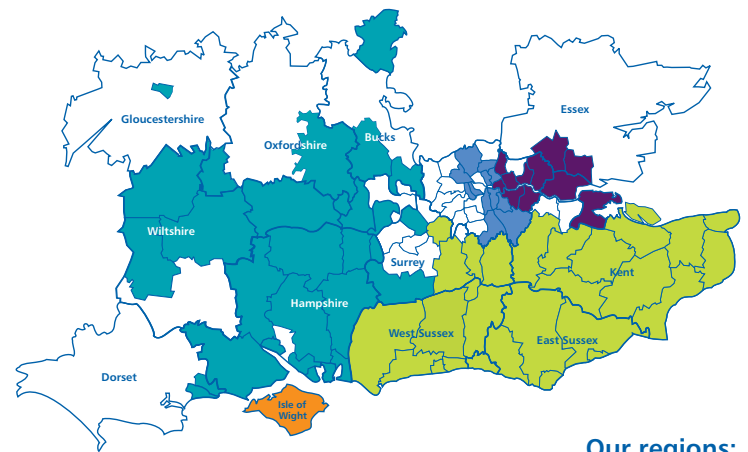 Essex
Gloucestershire
Bucks
Oxfordshire
Wiltshire
Surrey
Kent
Hampshire
West Sussex
East Sussex
Dorset
Isle of
Wight
Our regions: